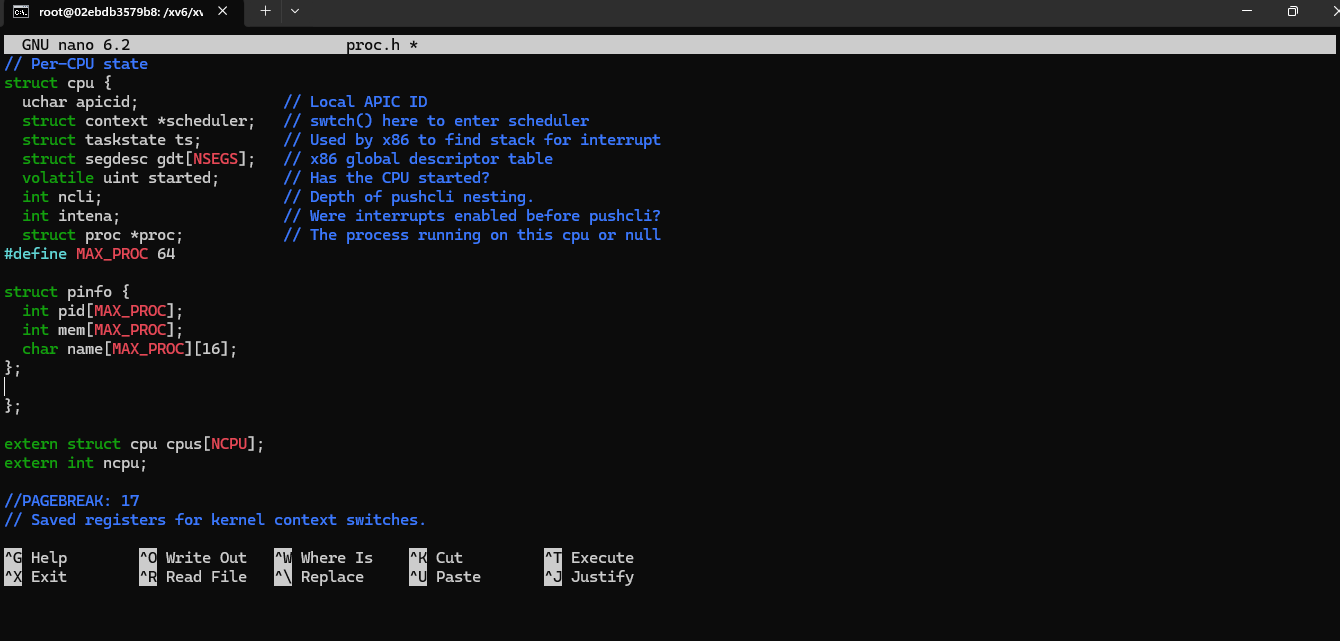 root@02ebdb3579b8: /xv6/xv
GNU nano 6.2 proc.h *
// Per-CPU state
struct cpu {
  uchar apicid;                // Local APIC ID
  struct context *scheduler;   // swtch() here to enter scheduler
  struct taskstate ts;         // Used by x86 to find stack for interrupt
  struct segdesc gdt[NSEGS];   // x86 global descriptor table
  volatile uint started;       // Has the CPU started?
  int ncli;                    // Depth of pushcli nesting.
  int intena;                  // Were interrupts enabled before pushcli?
  struct proc *proc;           // The process running on this cpu or null
#define MAX_PROC 64
struct pinfo {
  int pid[MAX_PROC];
  int mem[MAX_PROC];
  char name[MAX_PROC][16];
};
};
extern struct cpu cpus[NCPU];
extern int ncpu;
//PAGEBREAK: 17
// Saved registers for kernel context switches.
^G Help ^O Write Out ^W Where Is ^K Cut ^T Execute
^X Exit ^R Read File ^\ Replace ^U Paste ^J Justify